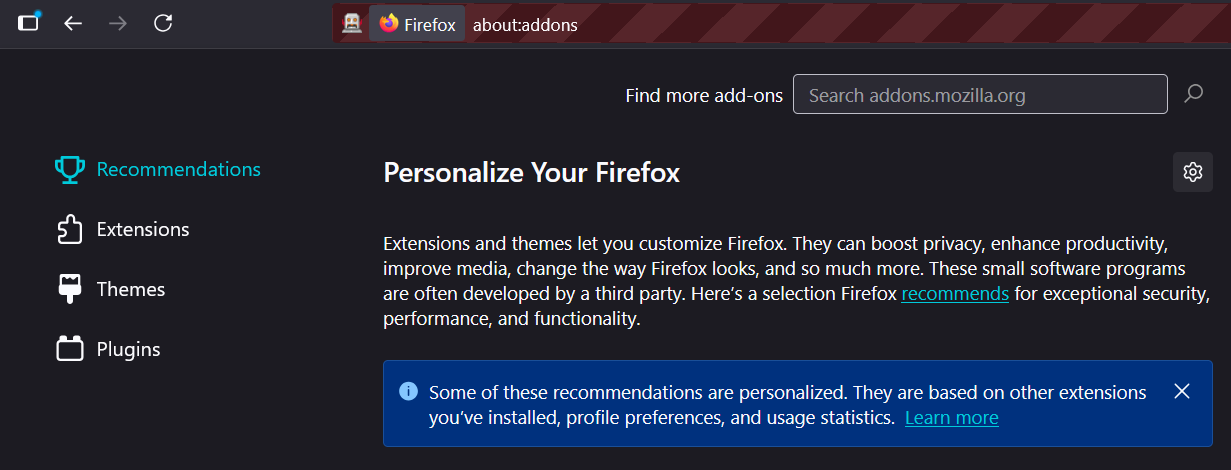 Firefox about:addons
Find more add-ons Search addons.mozilla.org
Recommendations
Extensions
Themes
Plugins
Personalize Your Firefox
Extensions and themes let you customize Firefox. They can boost privacy, enhance productivity,
improve media, change the way Firefox looks, and so much more. These small software programs
are often developed by a third party. Here’s a selection Firefox recommends for exceptional security,
performance, and functionality.
Some of these recommendations are personalized. They are based on other extensions
you’ve installed, profile preferences, and usage statistics. Learn more